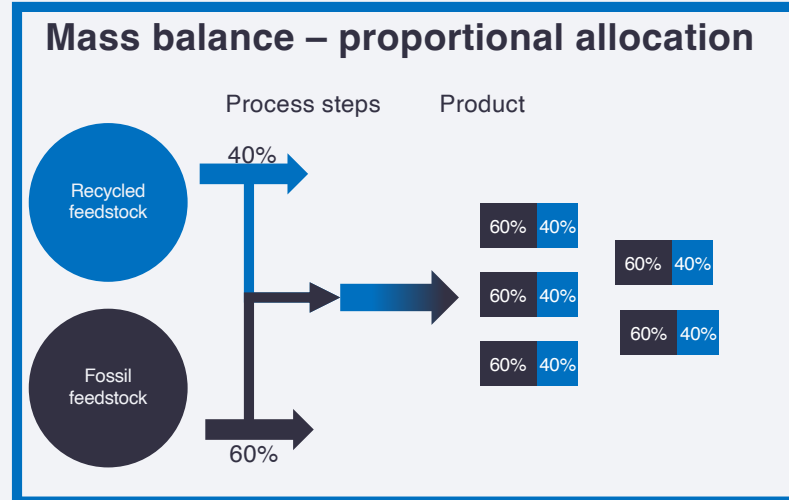 Mass balance – proportional allocation
Process steps
Product
40%
Recycled
feedstock
60% 40%
60% 40%
60% 40%
60% 40%
60% 40%
Fossil
feedstock
60%